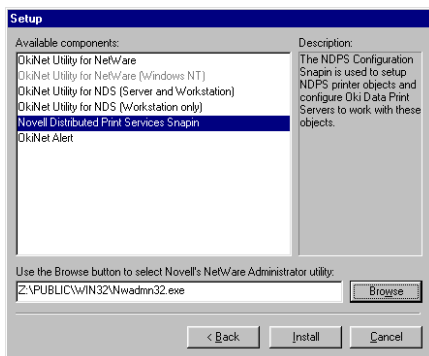 Setup
Available components:
OkiNet Utility for NetWare
OkiNet Utility for NetWare (Windows NT)
OkiNet Utility for NDS (Server and Workstation)
OkiNet Utility for NDS (Workstation only)
Novell Distributed Print Services Snapin
OkiNet Alert
Description:
The NDPS Configuration
Snapin is used to setup
NDPS printer objects and
configure Oki Data Print
Servers to work with these
objects.
Use the Browse button to select Novell's NetWare Administrator utility:
Z:\PUBLIC\WIN32\Nwadmn32.exe
Browse
< Back
Install
Cancel